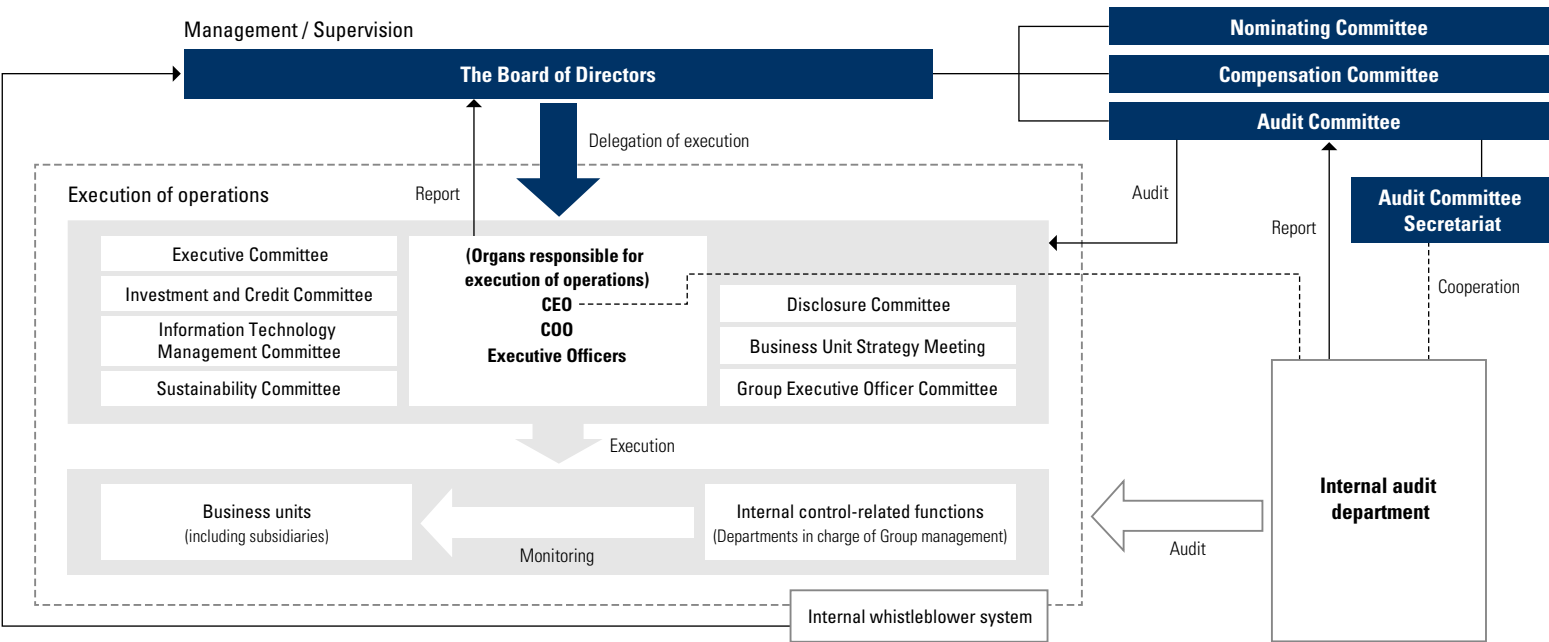 Management / Supervision
The Board of Directors
Nominating Committee
Compensation Committee
Audit Committee
Delegation of execution
Execution of operations
Report
Audit
Report
Audit Committee
Secretariat
Cooperation
Executive Committee
Investment and Credit Committee
Information Technology
Management Committee
Sustainability Committee
(Organs responsible for
execution of operations)
CEO
COO
Executive Officers
Disclosure Committee
Business Unit Strategy Meeting
Group Executive Officer Committee
Execution
Business units
(including subsidiaries)
Monitoring
Internal control-related functions
(Departments in charge of Group management)
Audit
Internal audit
department
Internal whistleblower system